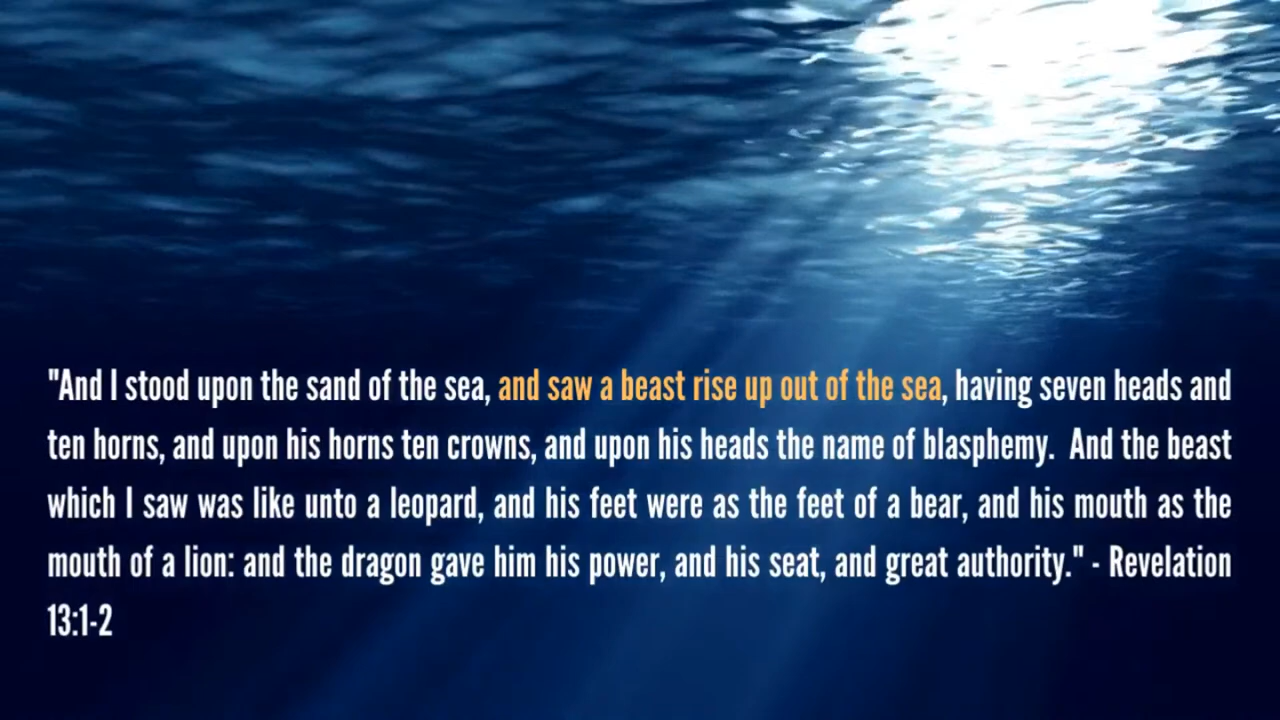 "And I stood upon the sand of the sea, and saw a beast rise up out of the sea, having seven heads and
ten horns, and upon his horns ten crowns, and upon his heads the name of blasphemy.  And the beast
which I saw was like unto a leopard, and his feet were as the feet of a bear, and his mouth as the
mouth of a lion: and the dragon gave him his power, and his seat, and great authority." - Revelation
13:1-2